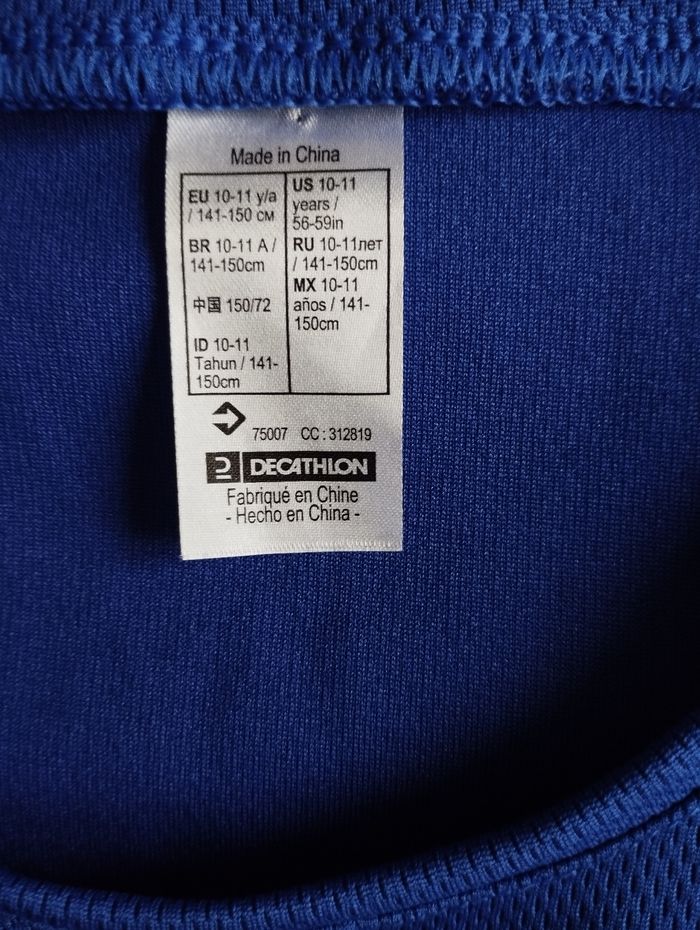 Made in China
EU 10-11 y/a
/ 141-150 см
BR 10-11 A /
141-150cm
中国 150/72
ID 10-11
Tahun / 141-
150cm
US 10-11
years /
56-59in
RU 10-11лет
/ 141-150cm
MX 10-11
años / 141-
150cm
75007 CC : 312819
DECATHLON
Fabriqué en Chine
- Hecho en China -